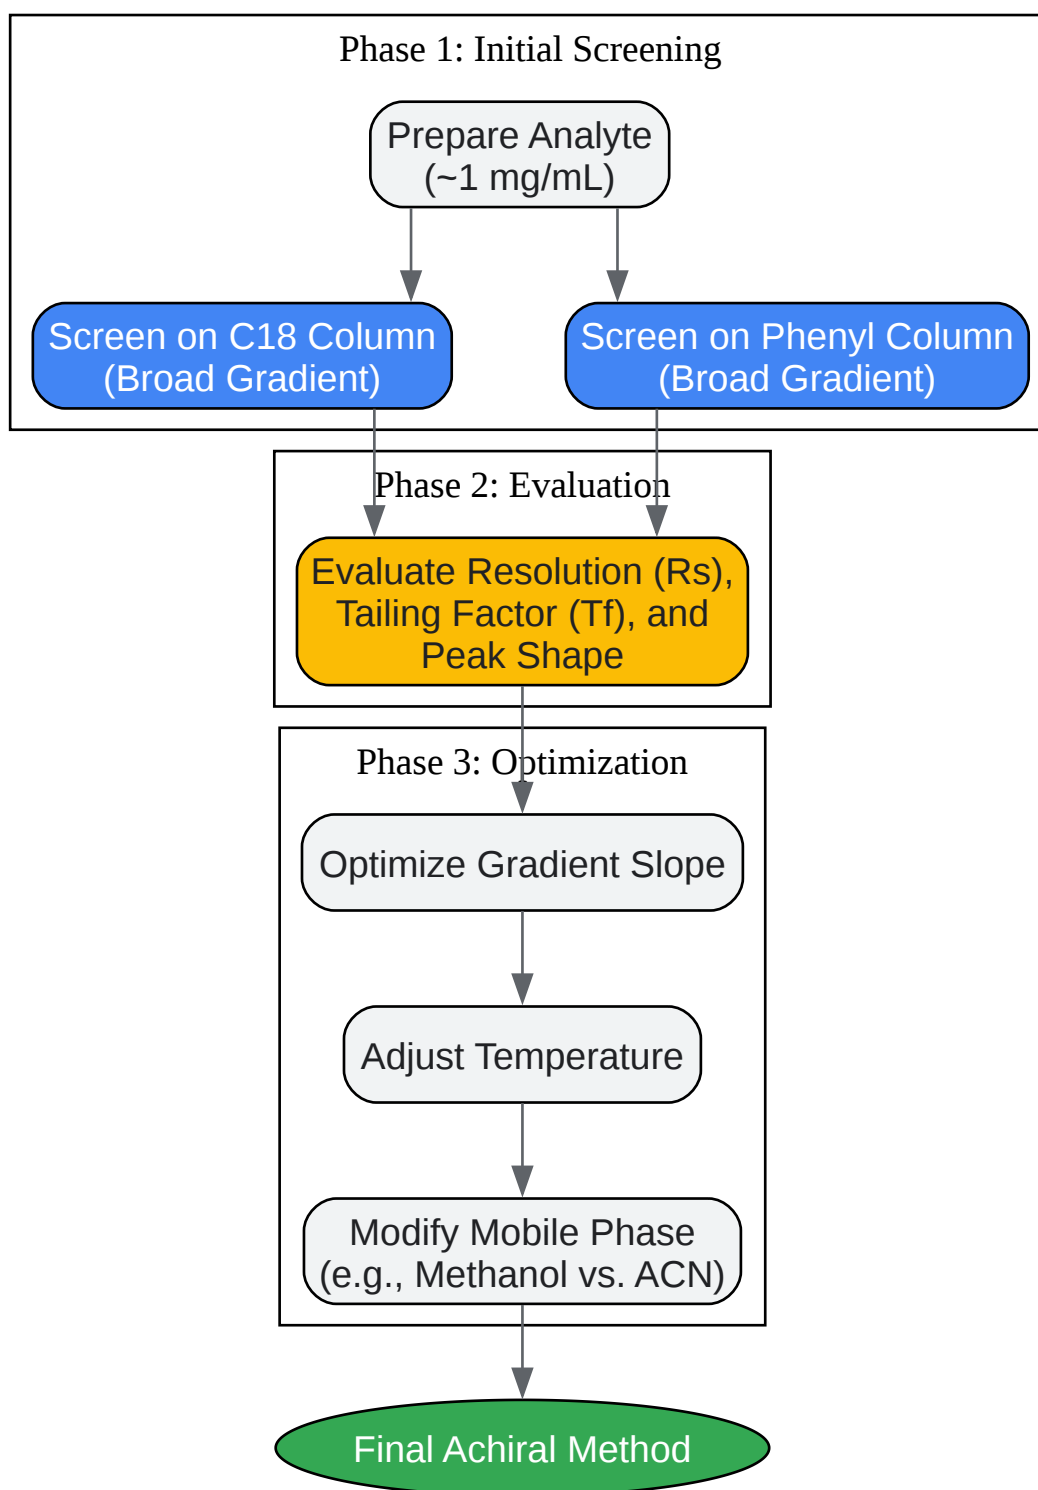 Phase 1: Initial Screening
Prepare Analyte
(~1 mg/mL)
Screen on C18 Column
(Broad Gradient)
Screen on Phenyl Column
(Broad Gradient)
Phase 2: Evaluation
Evaluate Resolution (Rs),
Tailing Factor (Tf), and
Peak Shape
Phase 3: Optimization
Optimize Gradient Slope
Adjust Temperature
Modify Mobile Phase
(e.g., Methanol vs. ACN)
Final Achiral Method